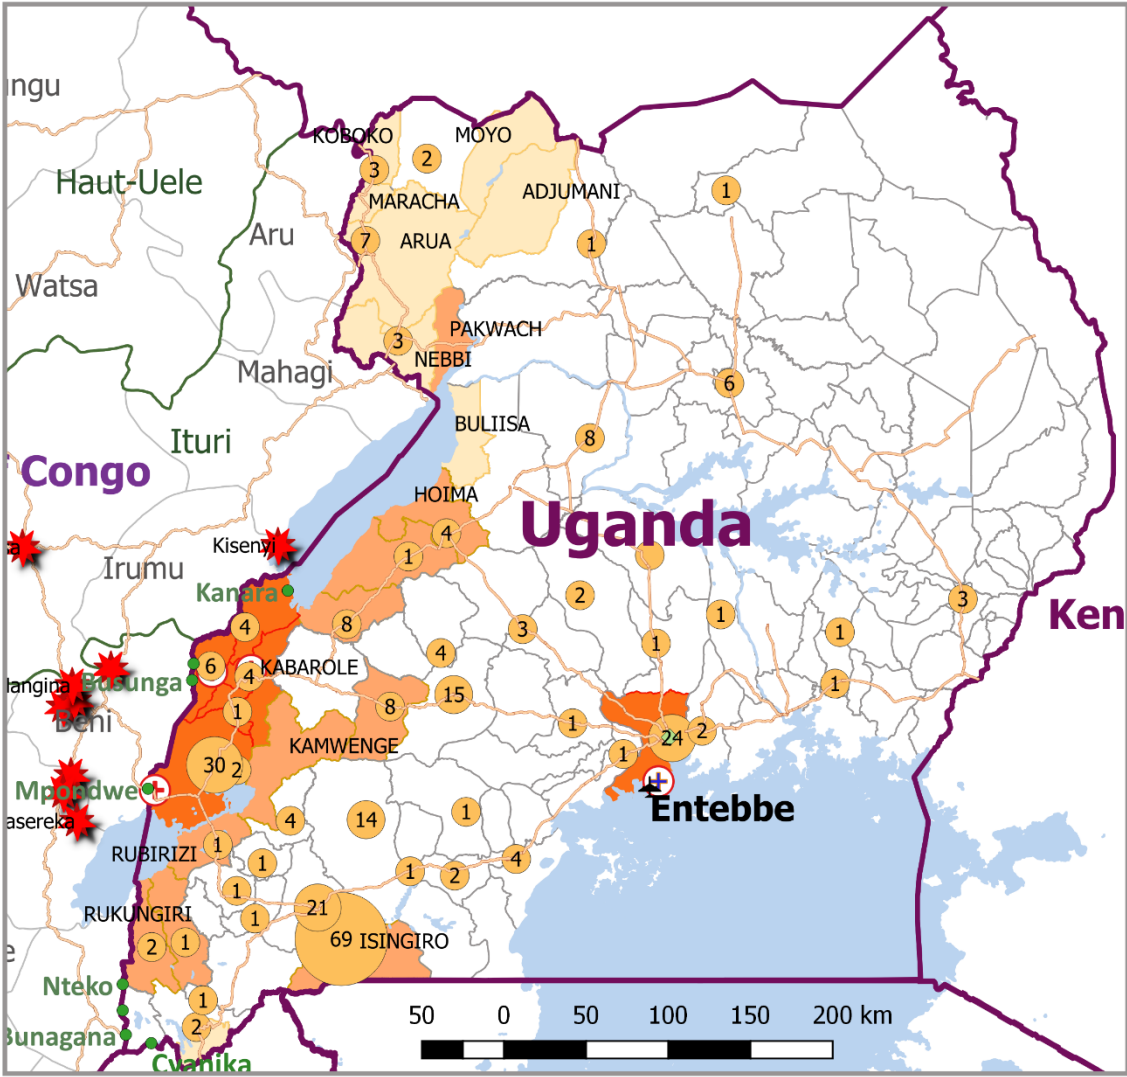 KOBOKO
MOYO
2
3
Haut-Uele
MARACHA
ADJUMANI
1
Aru
7
ARUA
1
Watsa
PAKWACH
3
NEBBI
Mahagi
6
BULIISA
Ituri
8
Congo
HOIMA
Uganda
4
Kisenyi
1
Irumu
Kanara
2
3
Ken
8
4
3
1
1
1
6
KABAROLE
4
4
Busunga
15
8
1
1
Beni
1
24
2
KAMWENGE
1
30
2
Mpondwe
Entebbe
4
14
1
RUBIRIZI
1
1
4
1
2
1
21
RUKUNGIRI
1
69
ISINGIRO
2
1
Nteko
1
50
0
50
100
150
200 km
2
Bunagana
Cyanika